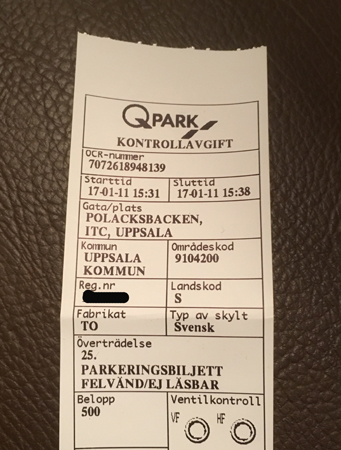 QPARK
KONTROLLAVGIFT
OCR-nummer
7072618948139
Starttid Sluttid
17-01-11 15:31 17-01-11 15:38
Gata/plats
POLACKSBACKEN,
ITC, UPPSALA
Kommun Områdeskod
UPPSALA 9104200
KOMMUN
Reg.nr Landskod
S
Fabrikat Typ av skylt
TO Svensk
Överträdelse
25.
PARKERINGSBILJETT
FELVÄND/EJ LÄSBAR
Belopp Ventilkontroll
500 VF HF